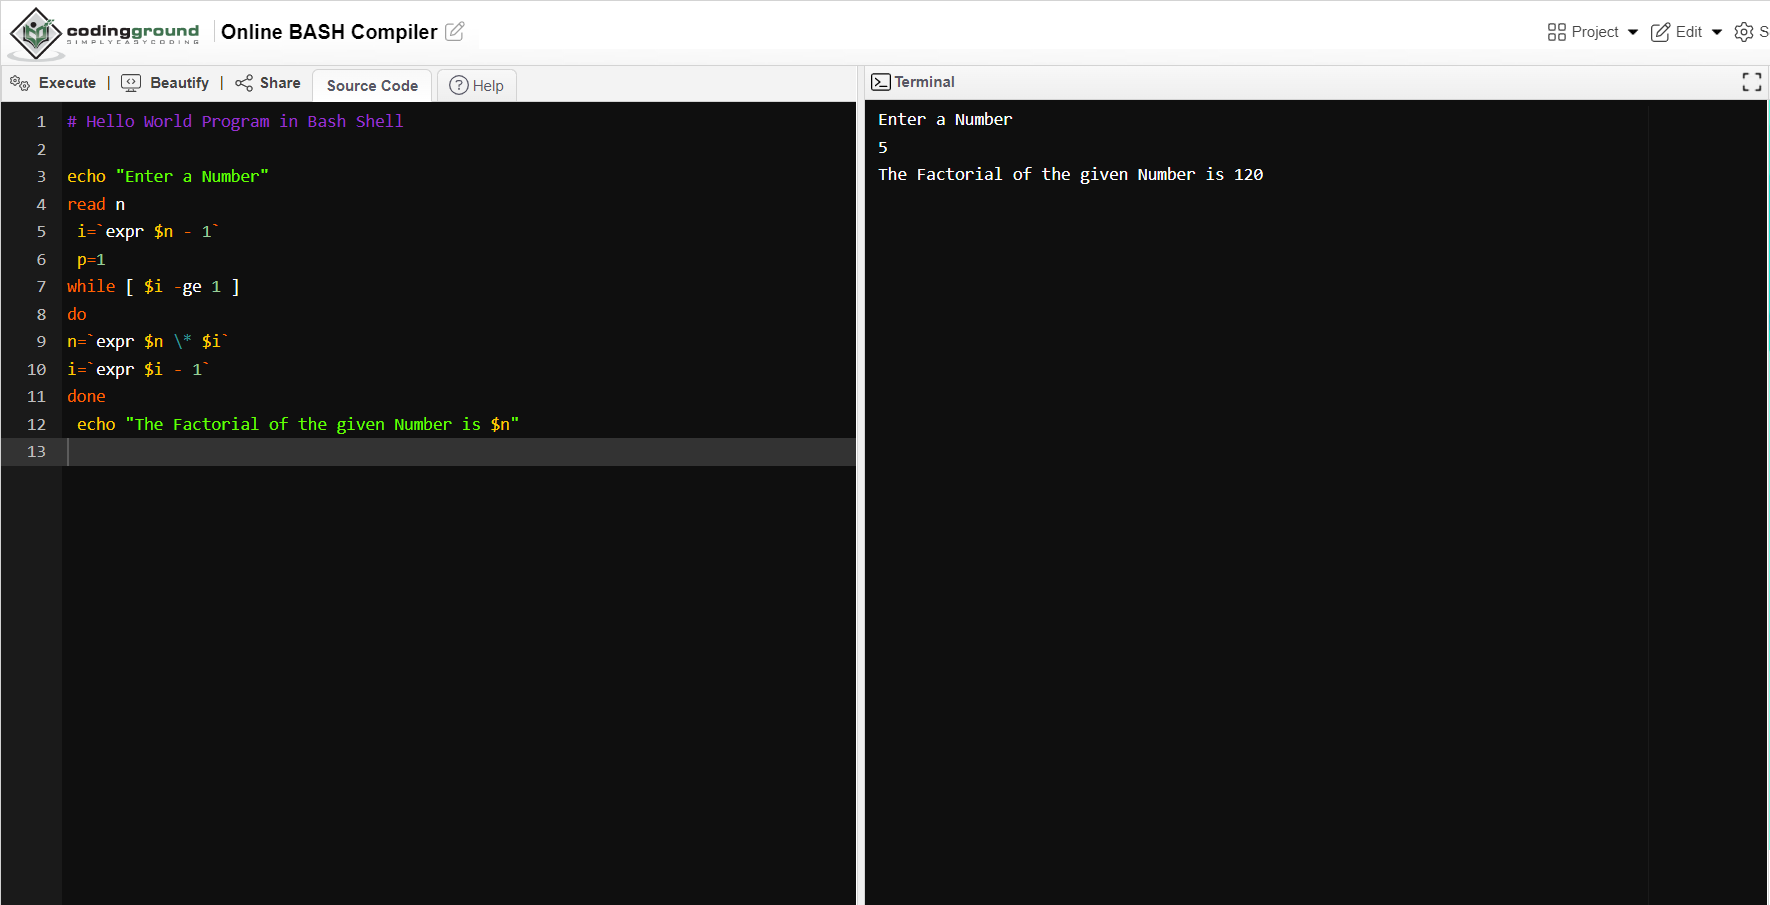 codingground
SIMPLYEASYCODING
Online BASH Compiler
Project
Edit
S
Execute | Beautify | Share
Source Code
Help
1 # Hello World Program in Bash Shell
2
3 echo "Enter a Number"
4 read n
5  i=`expr $n - 1`
6  p=1
7 while [ $i -ge 1 ]
8 do
9 n=`expr $n \* $i`
10 i=`expr $i - 1`
11 done
12  echo "The Factorial of the given Number is $n"
13
Terminal
Enter a Number
5
The Factorial of the given Number is 120